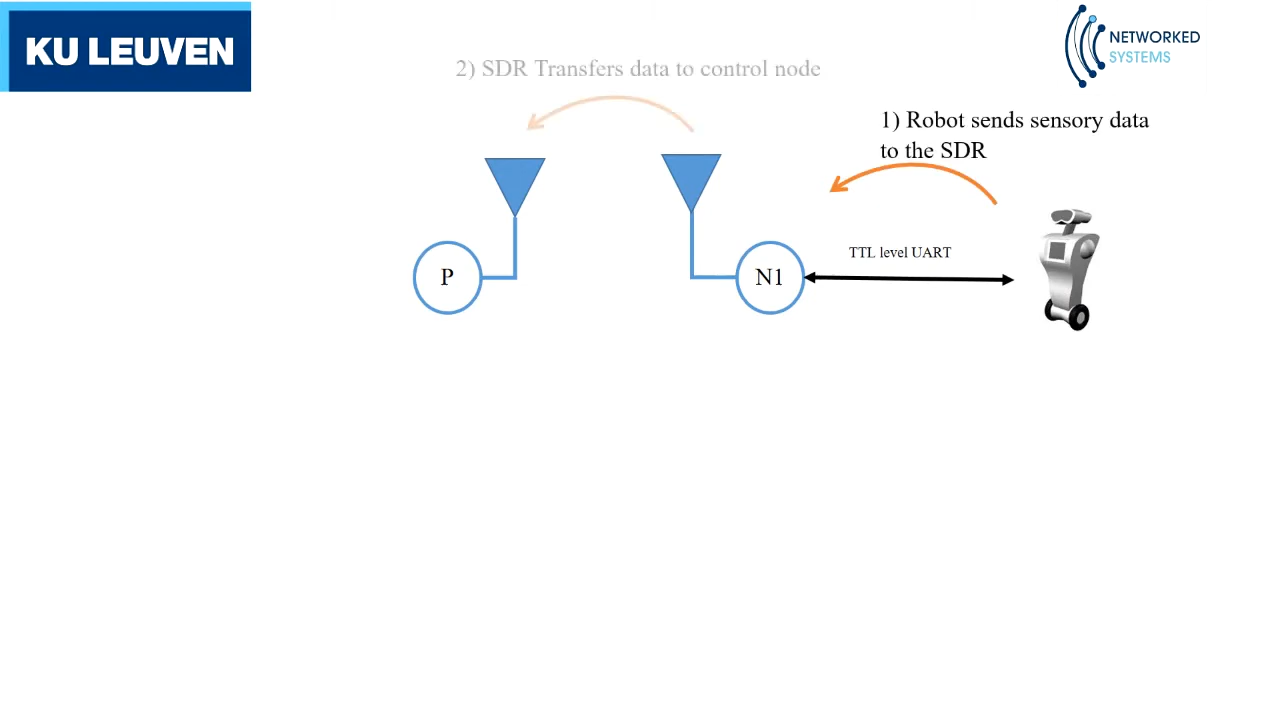 KU LEUVEN
NETWORKED
SYSTEMS
2) SDR Transfers data to control node
1) Robot sends sensory data
to the SDR
TTL level UART
P
N1